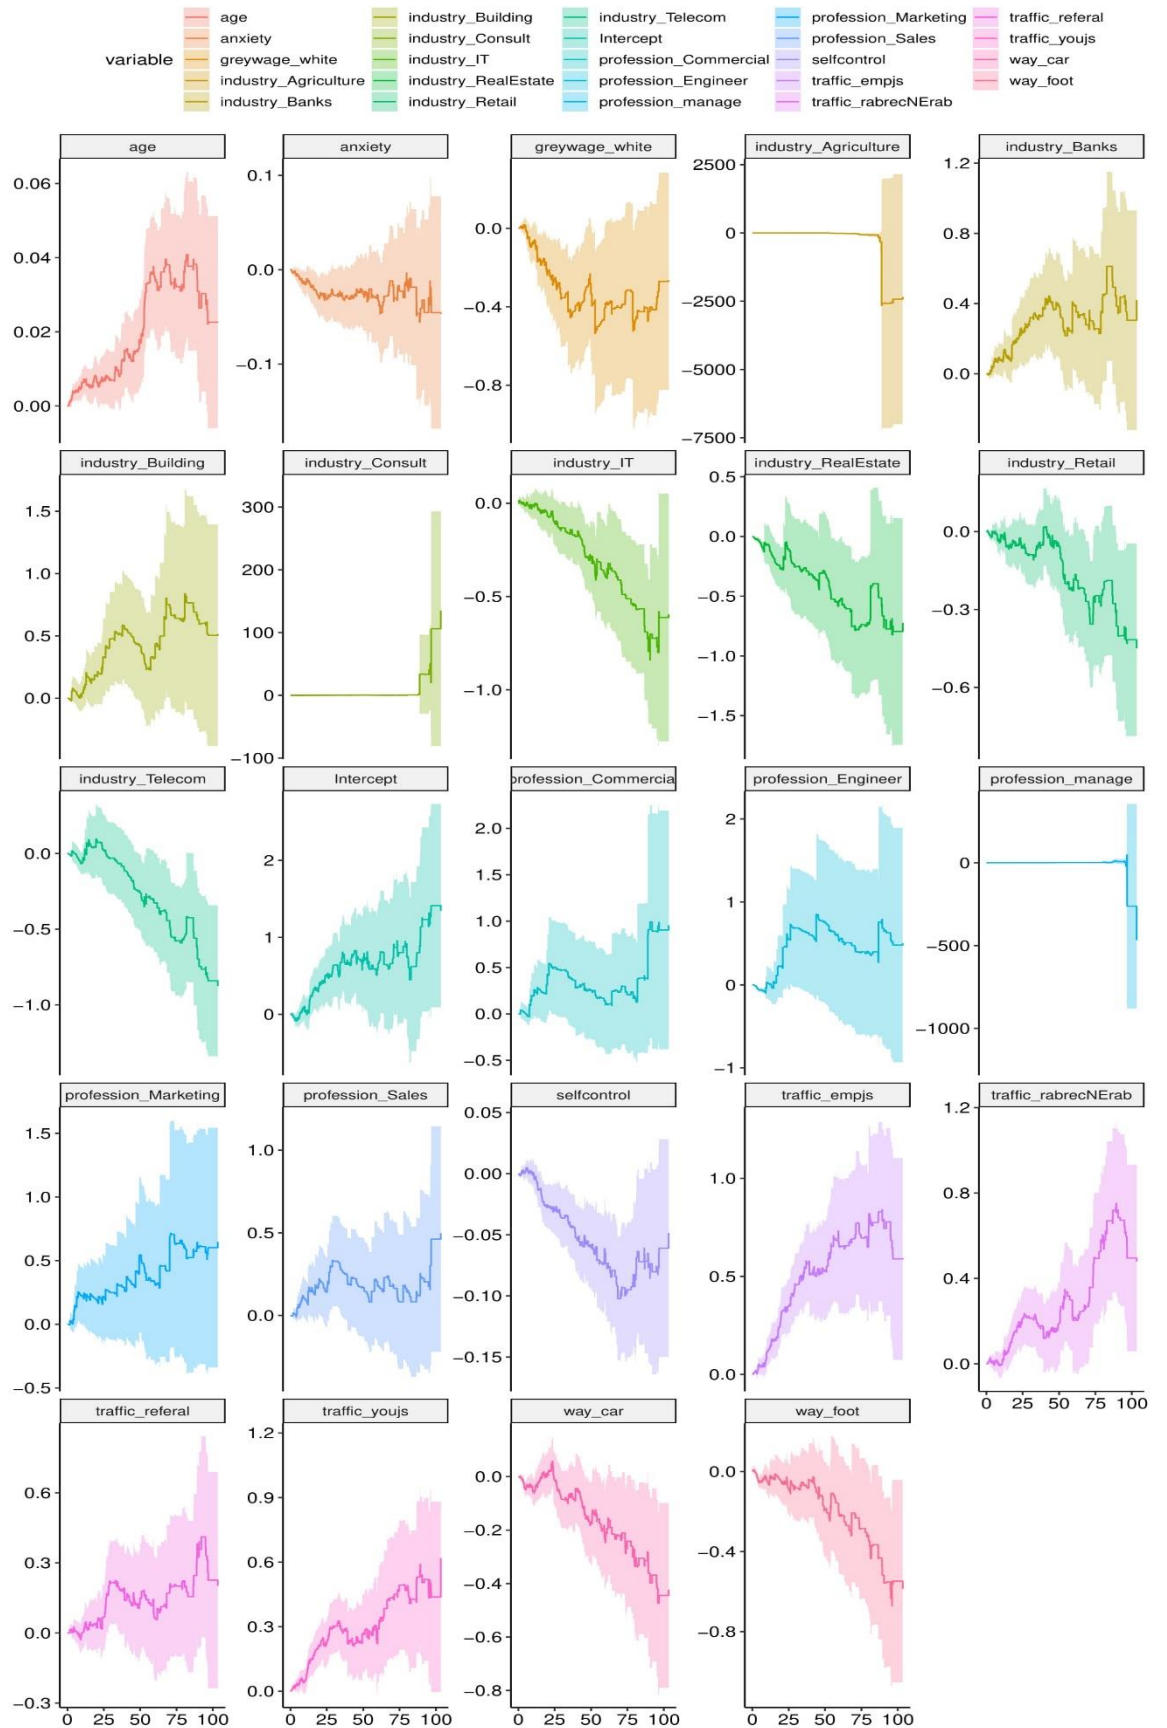 variable
age
anxiety
greywage_white
industry_Agriculture
industry_Banks
industry_Building
industry_Consult
industry_IT
industry_RealEstate
industry_Retail
industry_Telecom
Intercept
profession_Commercial
profession_Engineer
profession_manage
profession_Marketing
profession_Sales
selfcontrol
traffic_empjs
traffic_rabrecNErab
traffic_referal
traffic_youjs
way_car
way_foot
age
0.06
0.04
0.02
0.00
anxiety
0.1
0.0
−0.1
greywage_white
0.0
−0.4
−0.8
industry_Agriculture
2500
0
−2500
−5000
−7500
industry_Banks
1.2
0.8
0.4
0.0
industry_Building
1.5
1.0
0.5
0.0
industry_Consult
300
200
100
0
−100
industry_IT
0.0
−0.5
−1.0
industry_RealEstate
0.5
0.0
−0.5
−1.0
−1.5
industry_Retail
0.0
−0.3
−0.6
industry_Telecom
0.0
−0.5
−1.0
Intercept
2
1
0
profession_Commercia
2.0
1.5
1.0
0.5
0.0
−0.5
profession_Engineer
2
1
0
−1
profession_manage
0
−500
−1000
profession_Marketing
1.5
1.0
0.5
0.0
−0.5
profession_Sales
1.0
0.5
0.0
selfcontrol
0.05
0.00
−0.05
−0.10
−0.15
traffic_empjs
1.0
0.5
0.0
traffic_rabrecNErab
1.2
0.8
0.4
0.0
0 25 50 75 100
traffic_referal
0.6
0.3
0.0
−0.3
0 25 50 75 100
traffic_youjs
1.2
0.9
0.6
0.3
0.0
0 25 50 75 100
way_car
0.0
−0.2
−0.4
−0.6
−0.8
0 25 50 75 100
way_foot
0.0
−0.4
−0.8
0 25 50 75 100